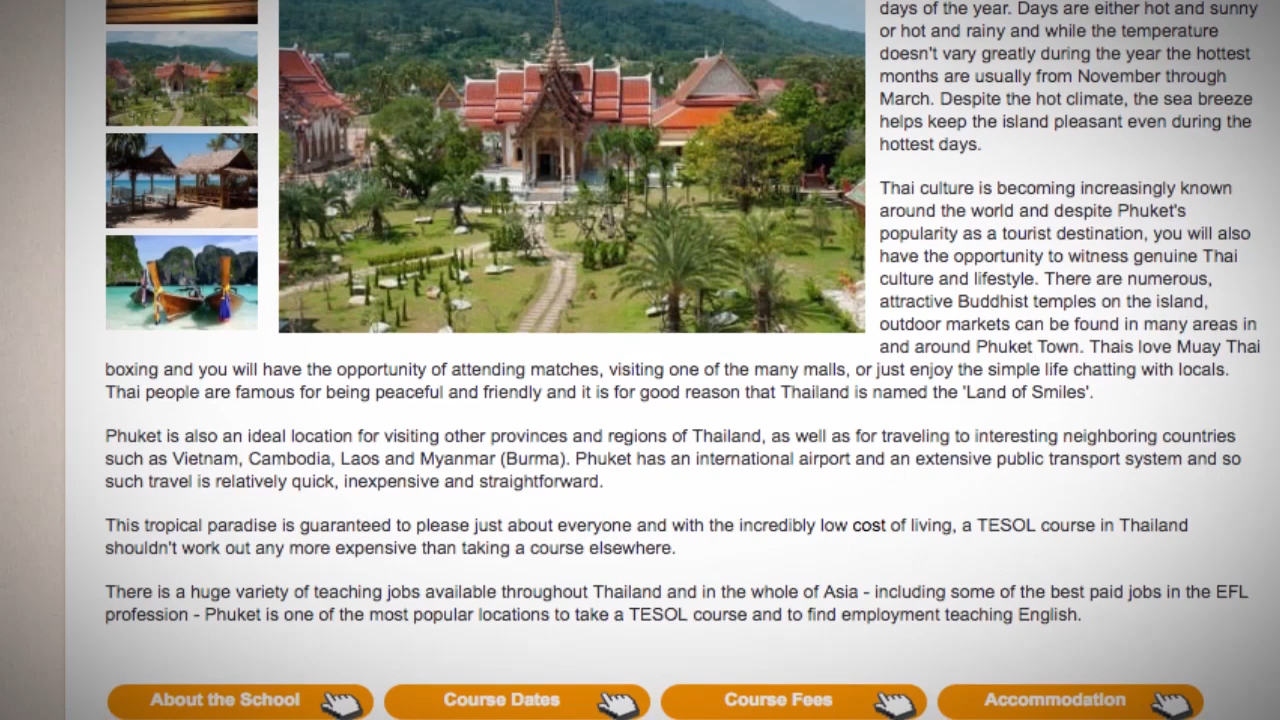 days of the year. Days are either hot and sunny
or hot and rainy and while the temperature
doesn't vary greatly during the year the hottest
months are usually from November through
March. Despite the hot climate, the sea breeze
helps keep the island pleasant even during the
hottest days.
Thai culture is becoming increasingly known
around the world and despite Phuket's
popularity as a tourist destination, you will also
have the opportunity to witness genuine Thai
culture and lifestyle. There are numerous,
attractive Buddhist temples on the island,
outdoor markets can be found in many areas in
and around Phuket Town. Thais love Muay Thai
boxing and you will have the opportunity of attending matches, visiting one of the many malls, or just enjoy the simple life chatting with locals.
Thai people are famous for being peaceful and friendly and it is for good reason that Thailand is named the 'Land of Smiles'.
Phuket is also an ideal location for visiting other provinces and regions of Thailand, as well as for traveling to interesting neighboring countries
such as Vietnam, Cambodia, Laos and Myanmar (Burma). Phuket has an international airport and an extensive public transport system and so
such travel is relatively quick, inexpensive and straightforward.
This tropical paradise is guaranteed to please just about everyone and with the incredibly low cost of living, a TESOL course in Thailand
shouldn't work out any more expensive than taking a course elsewhere.
There is a huge variety of teaching jobs available throughout Thailand and in the whole of Asia - including some of the best paid jobs in the EFL
profession - Phuket is one of the most popular locations to take a TESOL course and to find employment teaching English.
About the School
Course Dates
Course Fees
Accommodation